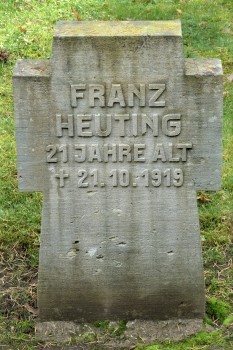 FRANZ
HEUTING
21 JAHRE ALT
† 21.10.1919